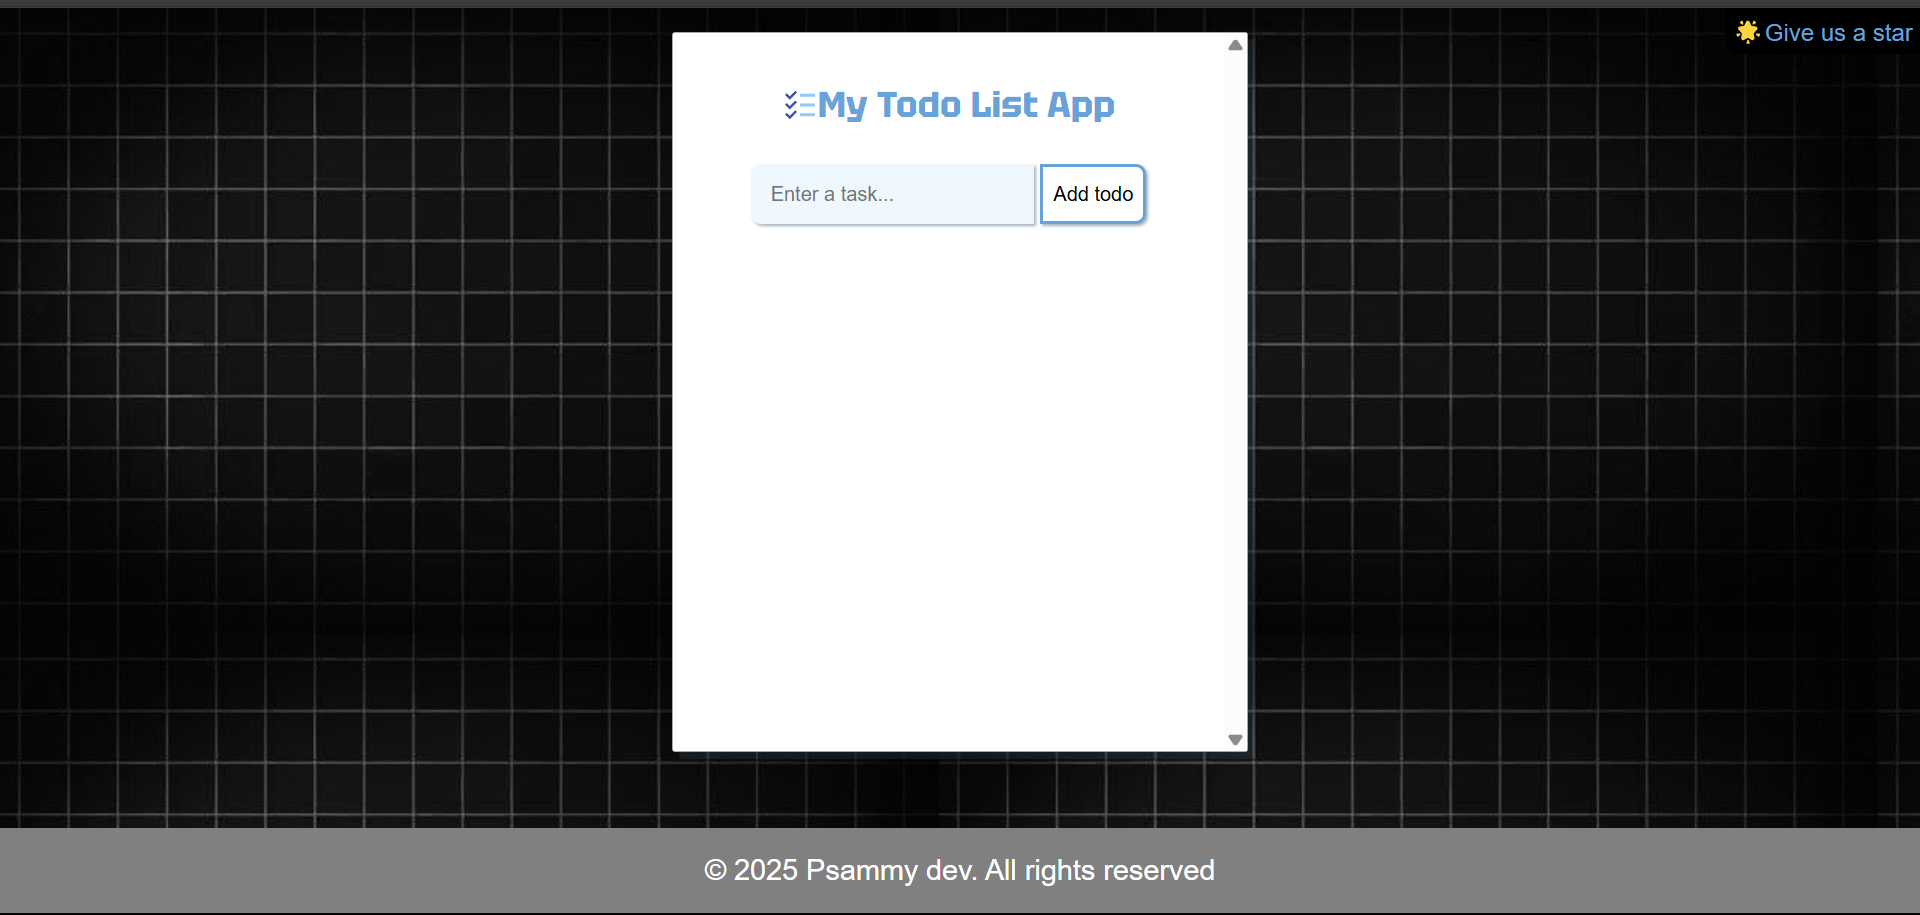 🌟 Give us a star
My Todo List App
Enter a task...
Add todo
© 2025 Psammy dev. All rights reserved